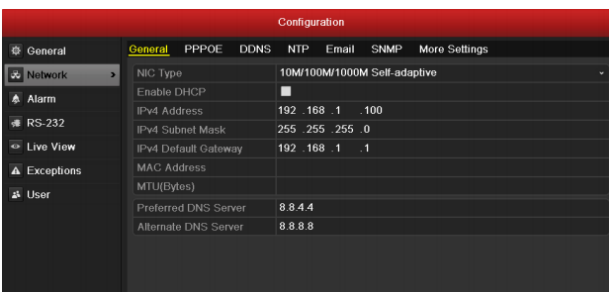 Configuration
General
Network
Alarm
RS-232
Live View
Exceptions
User
General PPPOE DDNS NTP Email SNMP More Settings
NIC Type 10M/100M/1000M Self-adaptive
Enable DHCP
IPv4 Address 192 .168 .1 .100
IPv4 Subnet Mask 255 .255 .255 .0
IPv4 Default Gateway 192 .168 .1 .1
MAC Address
MTU(Bytes)
Preferred DNS Server 8.8.4.4
Alternate DNS Server 8.8.8.8